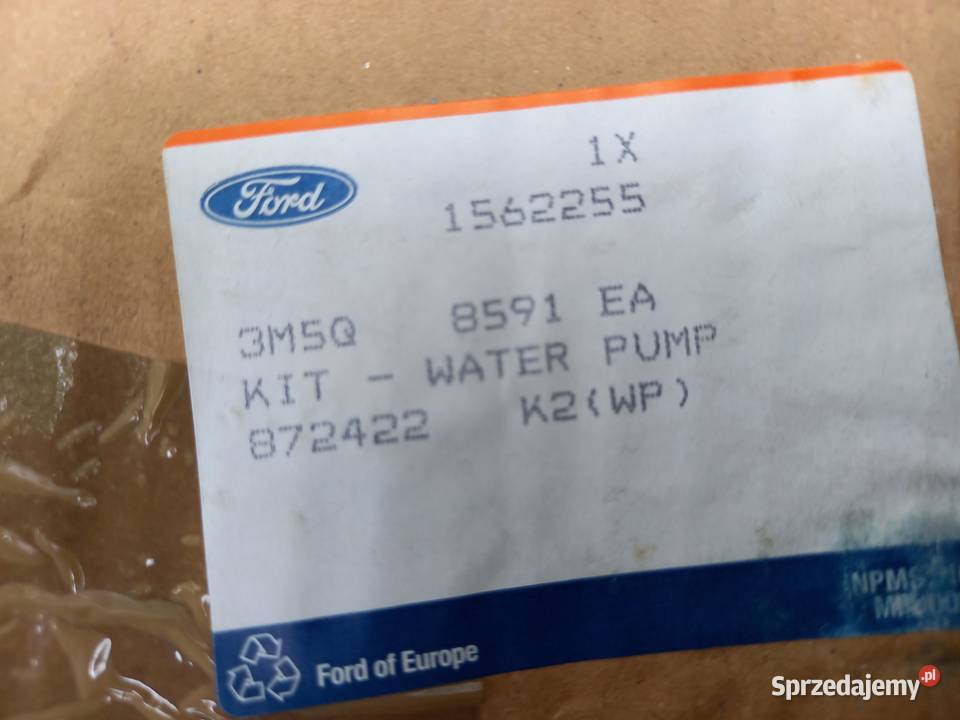 1X
Ford
1562255
3M5Q 8591 EA
KIT - WATER PUMP
872422 K2(WP)
Ford of Europe
Sprzedajemy.pl